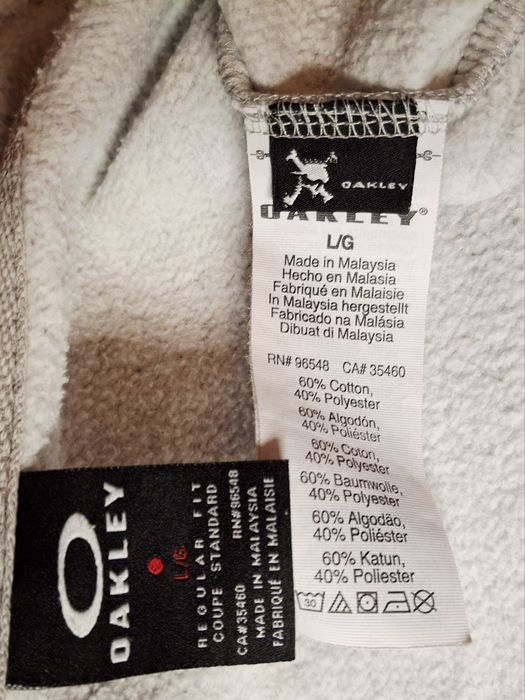 OAKLEY
OAKLEY®
L/G
Made in Malaysia
Hecho en Malasia
Fabriqué en Malaisie
In Malaysia hergestellt
Fabricado na Malásia
Dibuat di Malaysia
RN# 96548 CA# 35460
60% Cotton,
40% Polyester
60% Algodón,
40% Poliéster
60% Coton,
40% Polyester
60% Baumwolle,
40% Polyester
60% Algodão,
40% Poliéster
60% Katun,
40% Poliester
30
OAKLEY
L/G
REGULAR FIT
COUPE STANDARD
CA#35460 RN#96548
MADE IN MALAYSIA
FABRIQUÉ EN MALAISIE